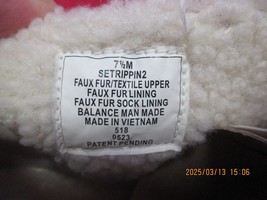 7½M
SETRIPPIN2
FAUX FUR/TEXTILE UPPER
FAUX FUR LINING
FAUX FUR SOCK LINING
BALANCE MAN MADE
MADE IN VIETNAM
518
0523
PATENT PENDING
2025/03/13 15:06